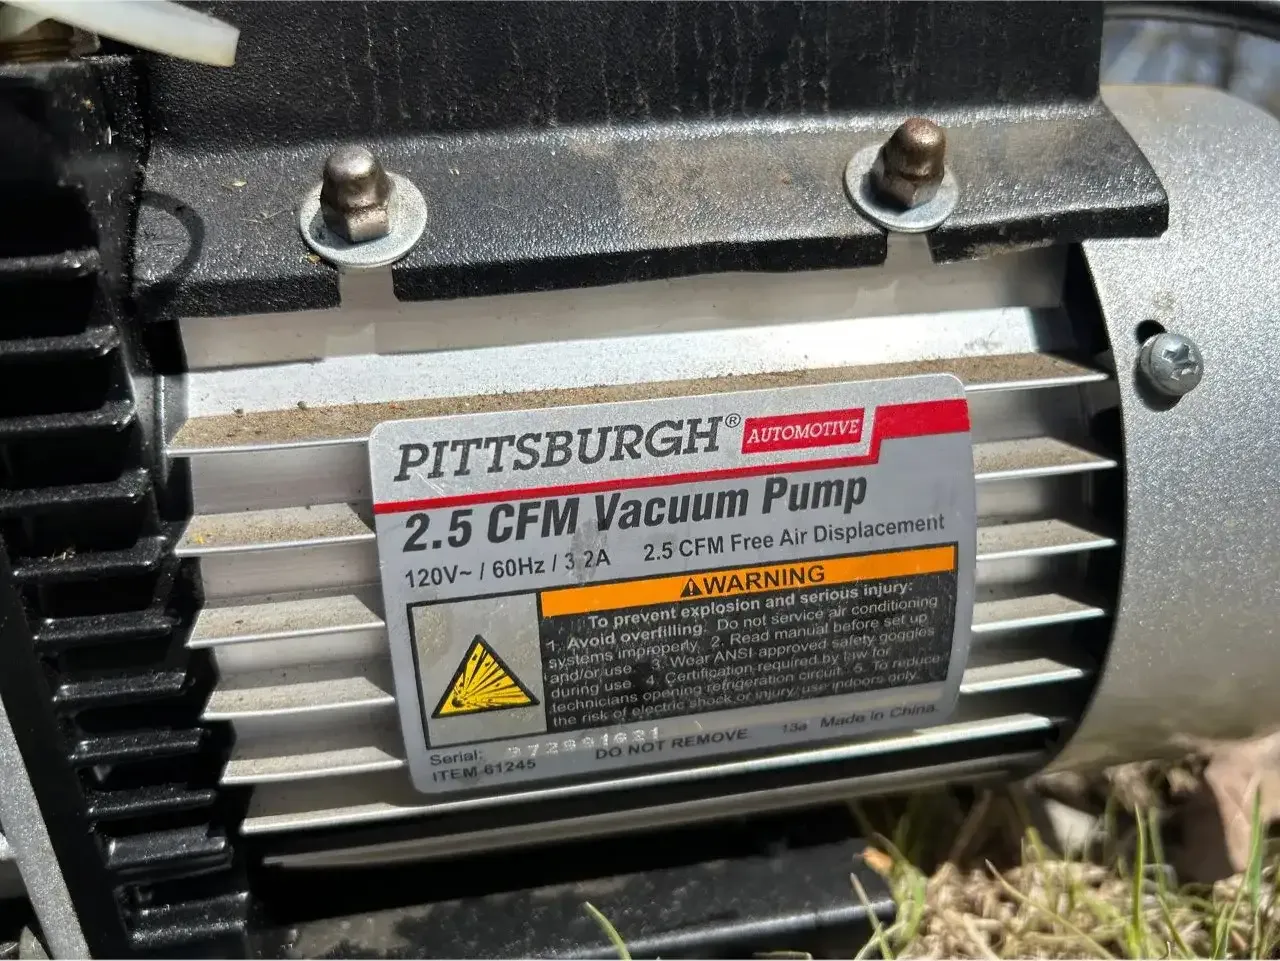 PITTSBURGH® AUTOMOTIVE
2.5 CFM Vacuum Pump
120V~ / 60Hz / 3.2A 2.5 CFM Free Air Displacement
⚠WARNING
To prevent explosion and serious injury:
1. Avoid overfilling. Do not service air conditioning
systems improperly. 2. Read manual before set up
and/or use. 3. Wear ANSI-approved safety goggles
during use. 4. Certification required by law for
technicians opening refrigeration circuit. 5. To reduce
the risk of electric shock or injury, use indoors only.
Serial:
DO NOT REMOVE 13a Made in China.
ITEM 61245